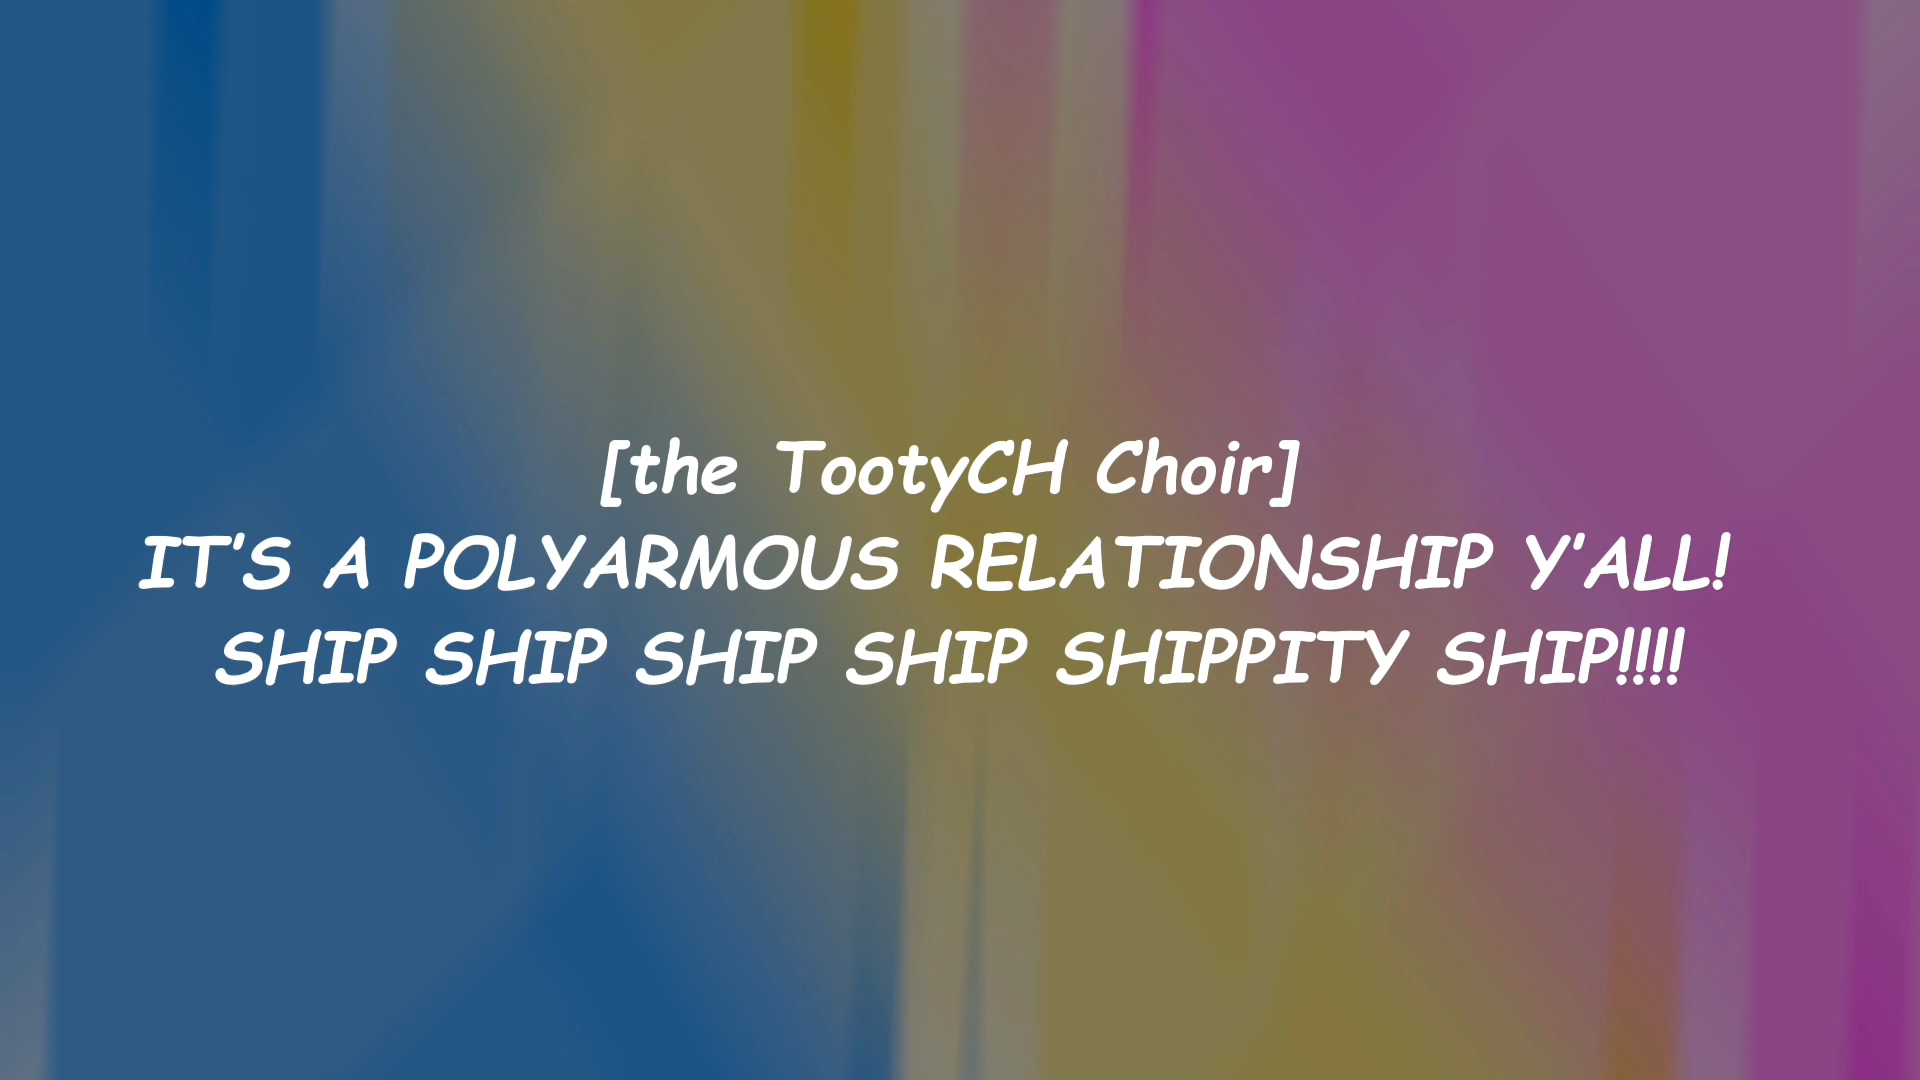 [the TootyCH Choir]
IT’S A POLYARMOUS RELATIONSHIP Y’ALL!
SHIP SHIP SHIP SHIP SHIPPITY SHIP!!!!